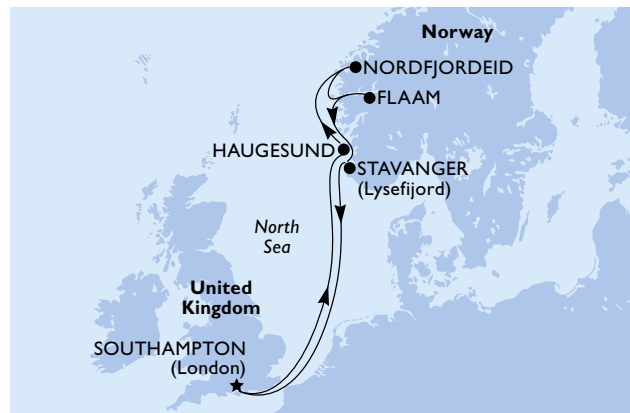 Norway
NORDFJORDEID
FLAAM
HAUGESUND
STAVANGER
(Lysefijord)
North
Sea
United
Kingdom
SOUTHAMPTON
(London)